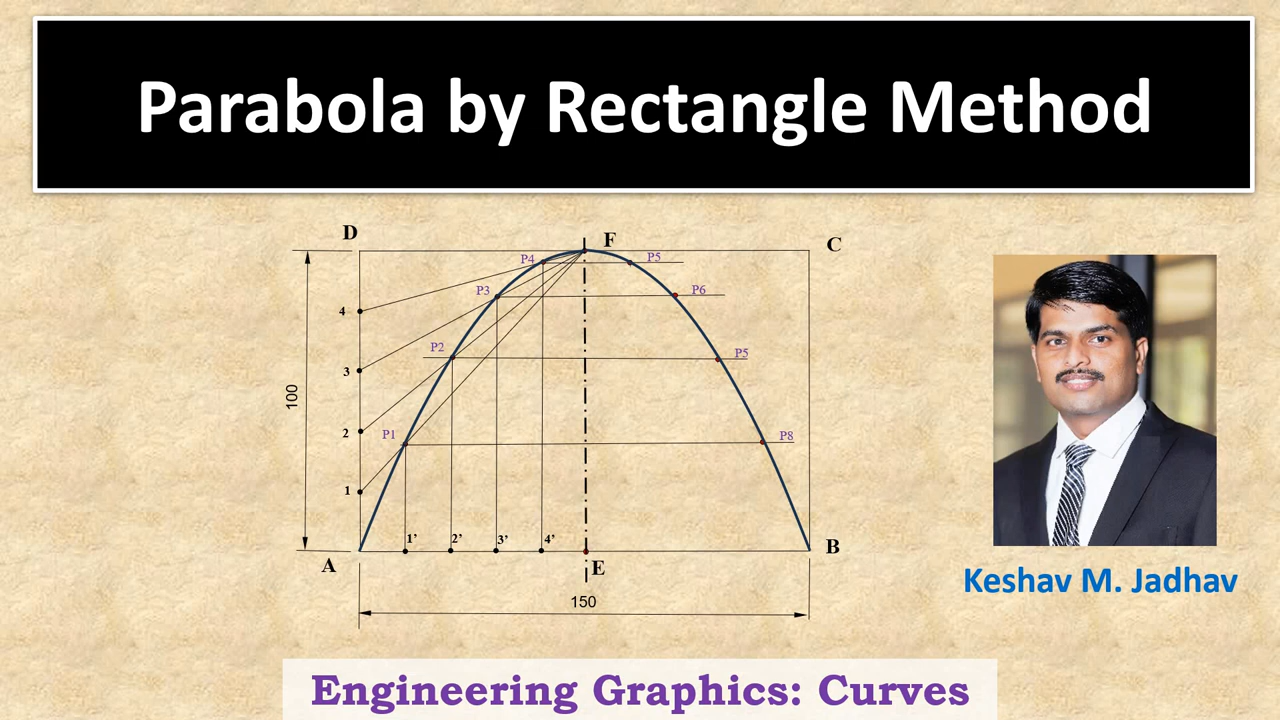 Parabola by Rectangle Method
D
F
C
P4
P5
P3
P6
4
P2
P5
3
100
2
P1
P8
1
1’
2’
3’
4’
A
E
B
150
Keshav M. Jadhav
Engineering Graphics: Curves